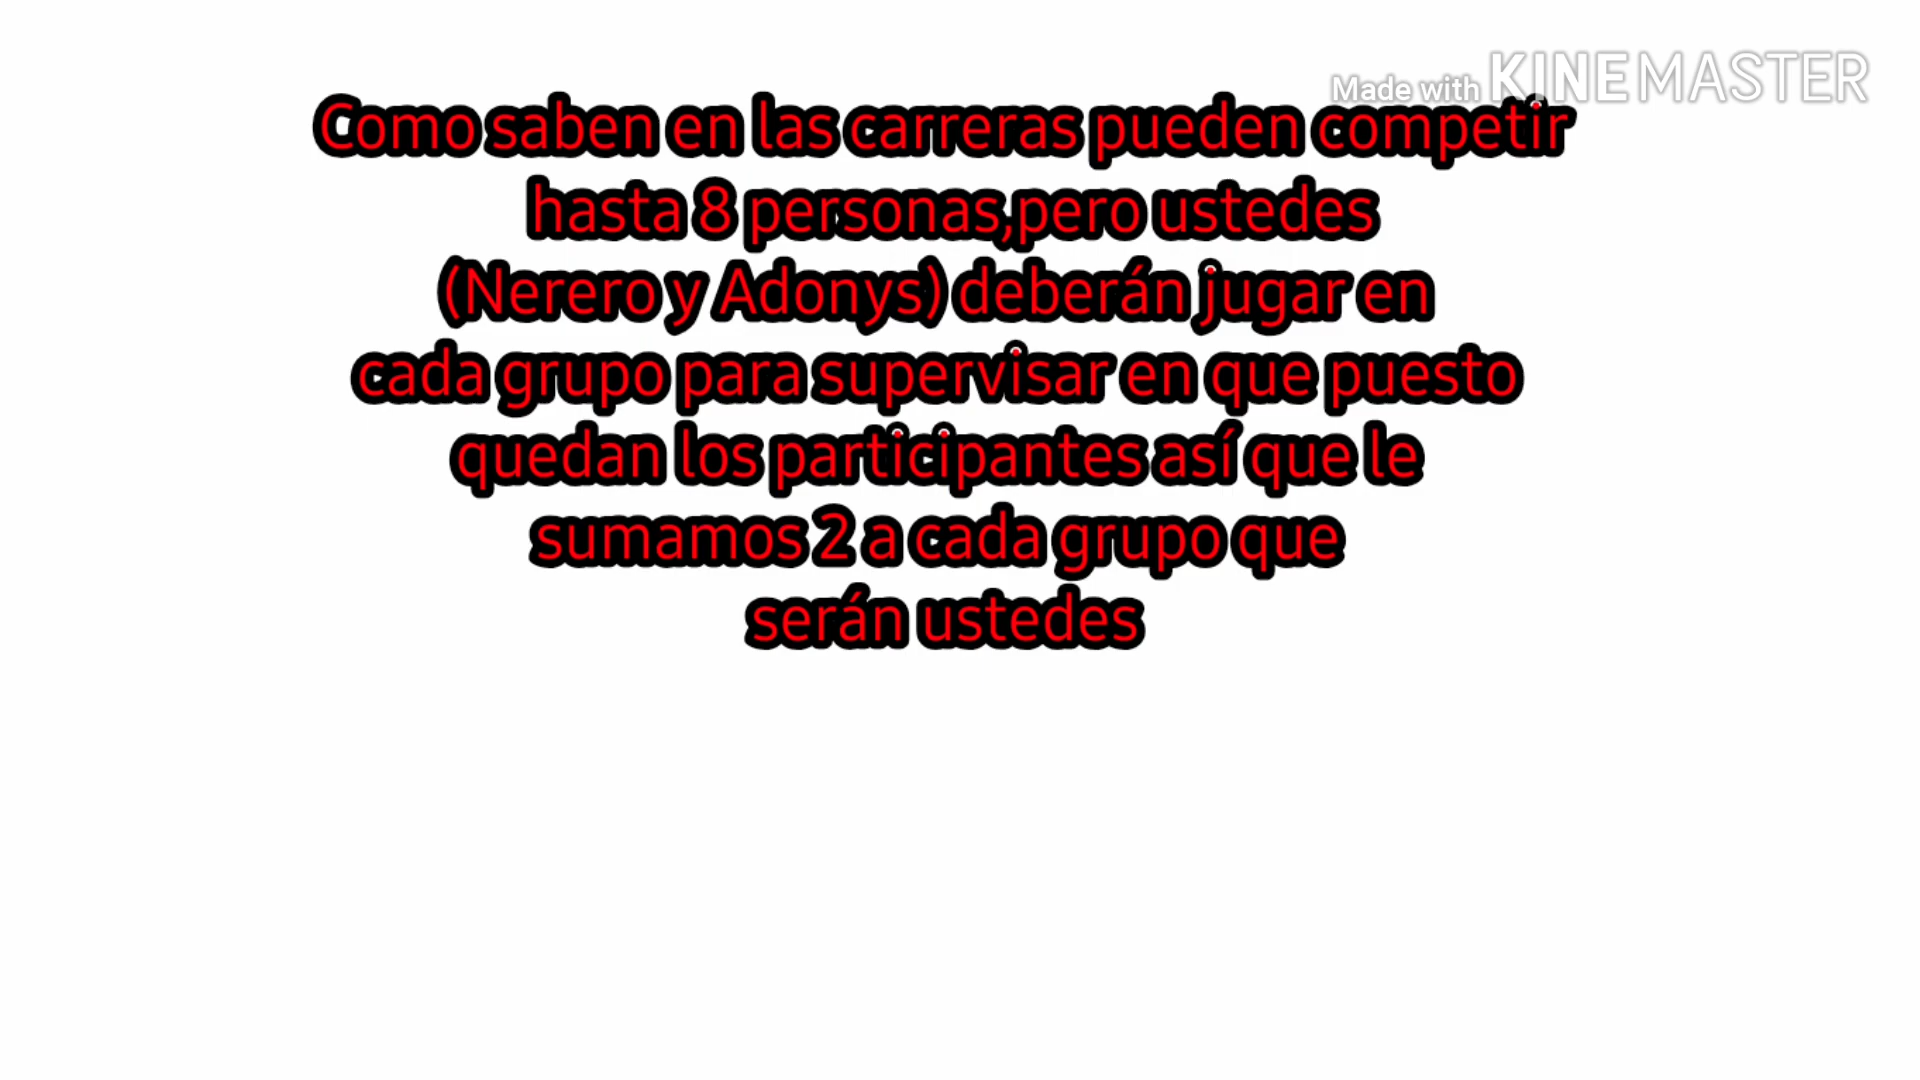 Made with KINEMASTER
Como saben en las carreras pueden competir
hasta 8 personas,pero ustedes
(Nerero y Adonys) deberán jugar en
cada grupo para supervisar en que puesto
quedan los participantes así que le
sumamos 2 a cada grupo que
serán ustedes